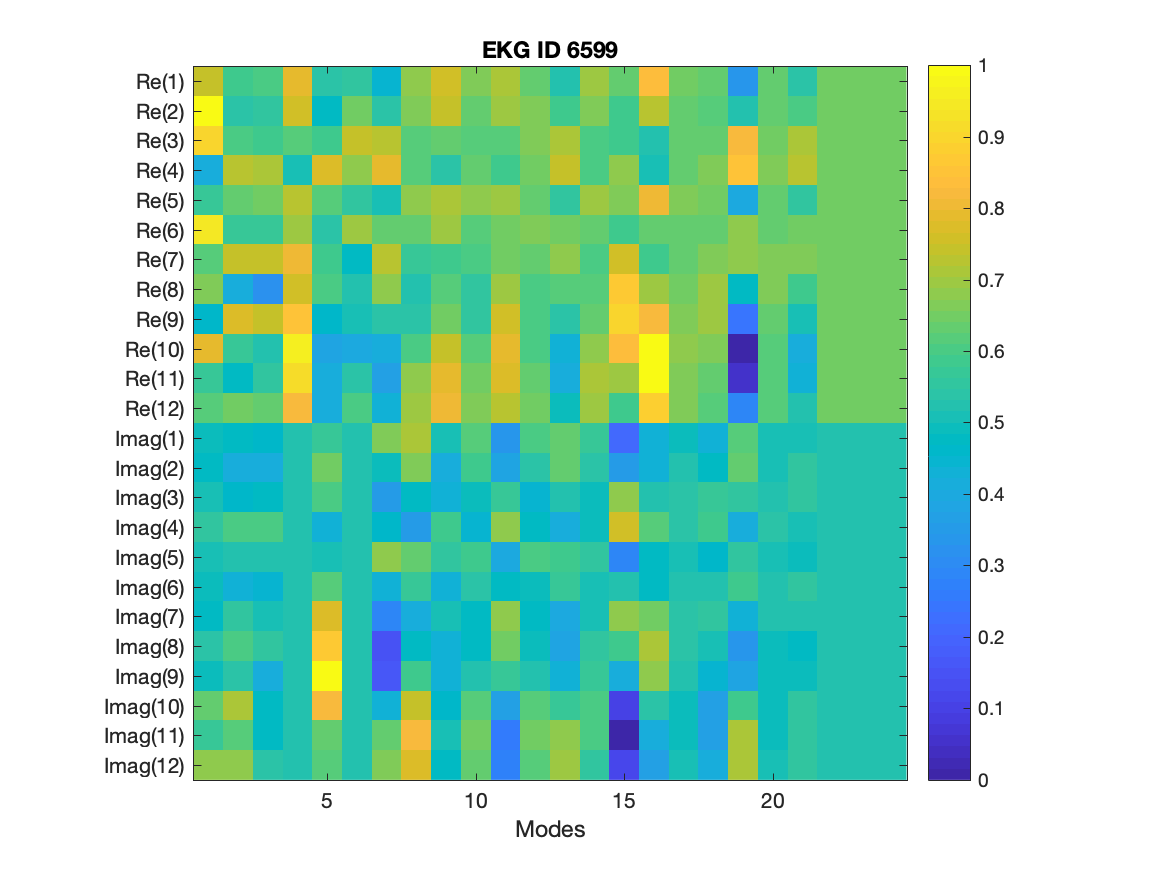 EKG ID 6599
Re(1)
Re(2)
Re(3)
Re(4)
Re(5)
Re(6)
Re(7)
Re(8)
Re(9)
Re(10)
Re(11)
Re(12)
Imag(1)
Imag(2)
Imag(3)
Imag(4)
Imag(5)
Imag(6)
Imag(7)
Imag(8)
Imag(9)
Imag(10)
Imag(11)
Imag(12)
5 10 15 20
Modes
1
0.9
0.8
0.7
0.6
0.5
0.4
0.3
0.2
0.1
0